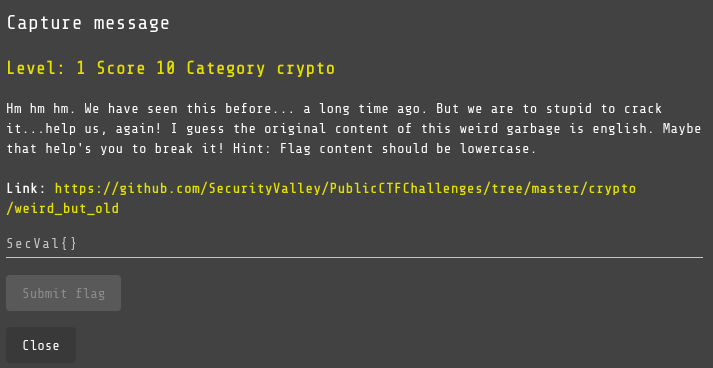 Capture message
Level: 1 Score 10 Category crypto
Hm hm hm. We have seen this before... a long time ago. But we are to stupid to crack
it...help us, again! I guess the original content of this weird garbage is english. Maybe
that help's you to break it! Hint: Flag content should be lowercase.
Link: https://github.com/SecurityValley/PublicCTFChallenges/tree/master/crypto
/weird_but_old
SecVal{}
Submit flag
Close